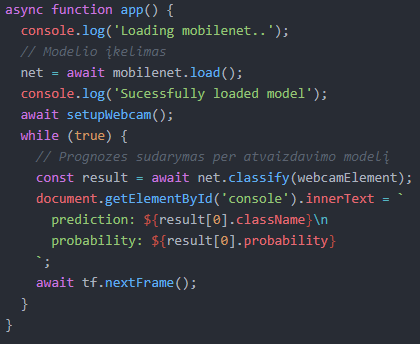 async function app() {
  console.log('Loading mobilenet..');
  // Modelio įkelimas
  net = await mobilenet.load();
  console.log('Sucessfully loaded model');
  await setupWebcam();
  while (true) {
    // Prognozes sudarymas per atvaizdavimo modelį
    const result = await net.classify(webcamElement);
    document.getElementById('console').innerText = `
      prediction: ${result[0].className}\n
      probability: ${result[0].probability}
    `;
    await tf.nextFrame();
  }
}